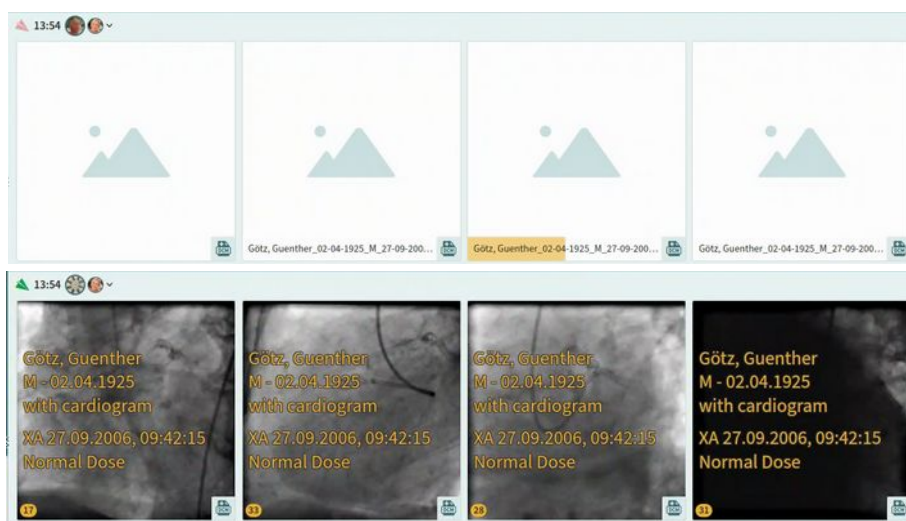 13:54
Götz, Guenther_02-04-1925_M_27-09-200...
Götz, Guenther_02-04-1925_M_27-09-200...
Götz, Guenther_02-04-1925_M_27-09-200...
13:54
Götz, Guenther
M - 02.04.1925
with cardiogram
XA 27.09.2006, 09:42:15
Normal Dose
17
Götz, Guenther
M - 02.04.1925
with cardiogram
XA 27.09.2006, 09:42:15
Normal Dose
33
Götz, Guenther
M - 02.04.1925
with cardiogram
XA 27.09.2006, 09:42:15
Normal Dose
28
Götz, Guenther
M - 02.04.1925
with cardiogram
XA 27.09.2006, 09:42:15
Normal Dose
31